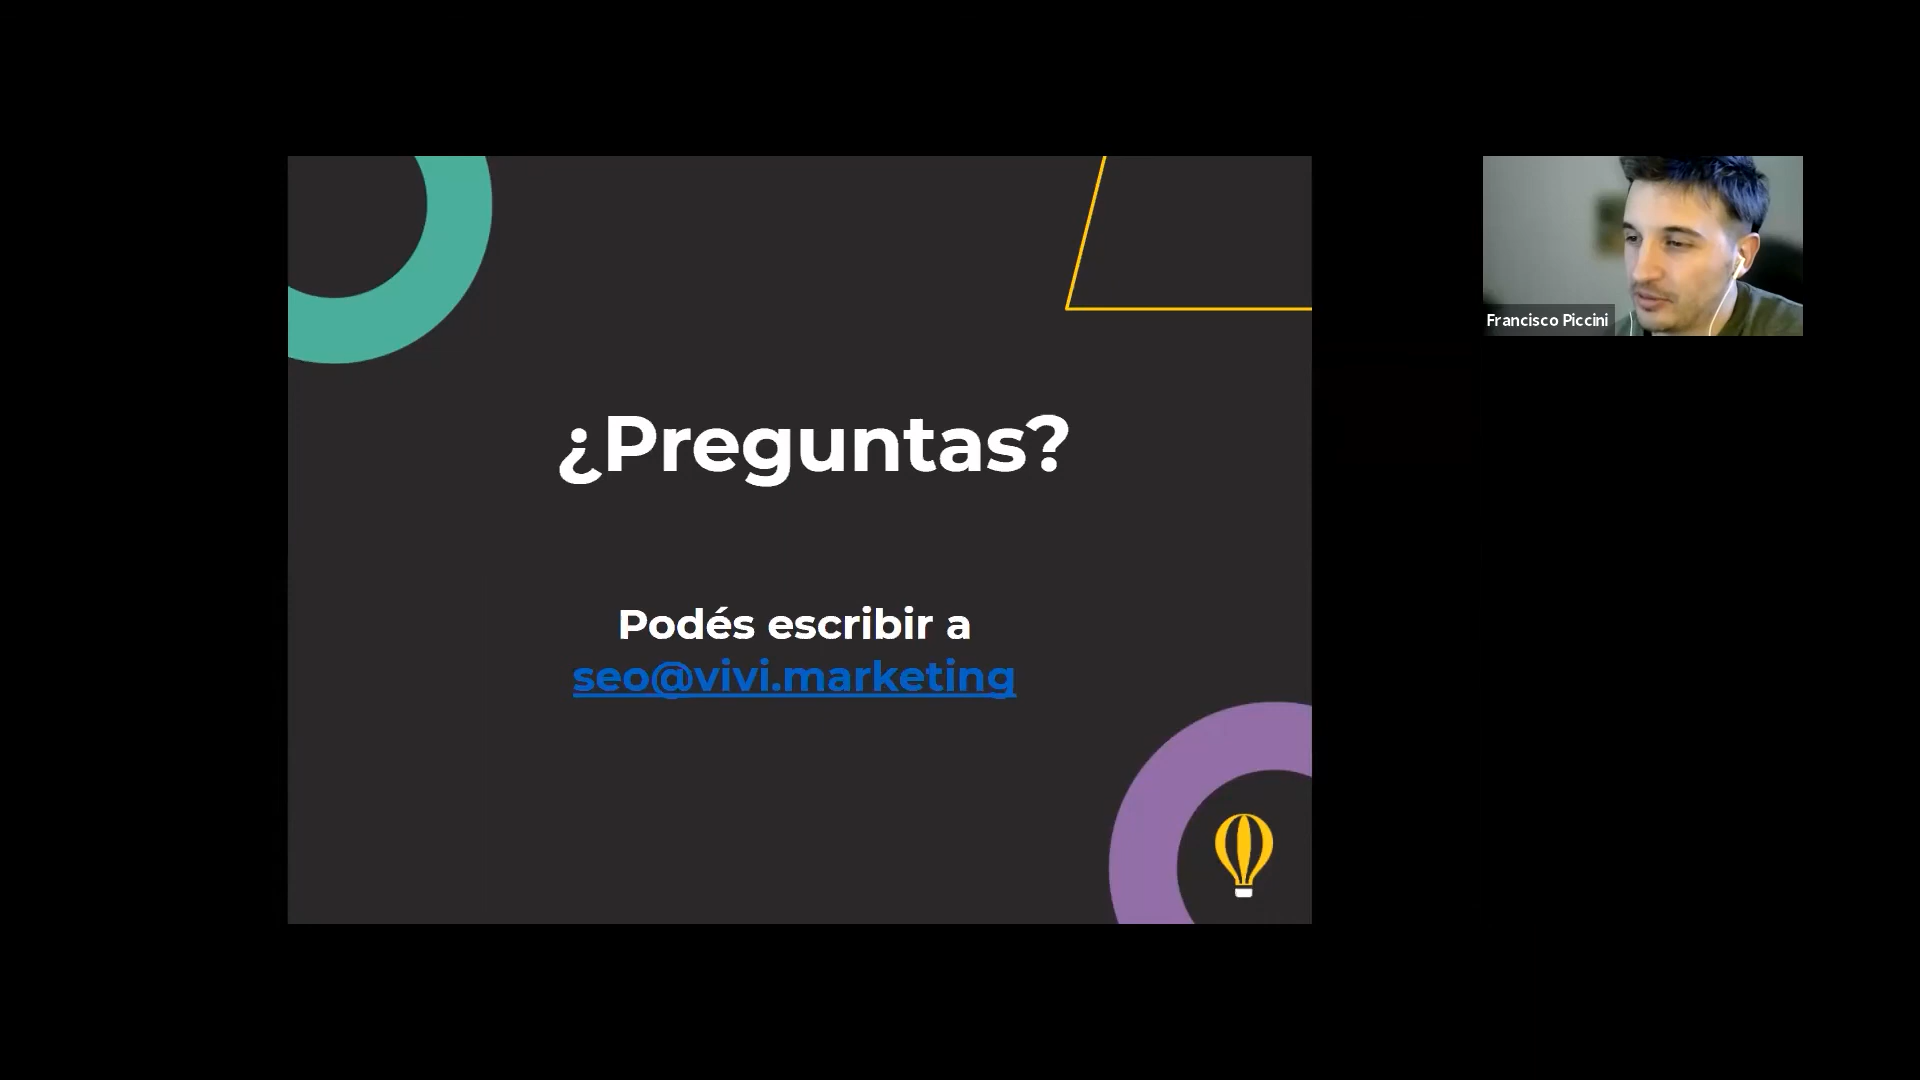 ¿Preguntas?
Podés escribir a
seo@vivi.marketing
Francisco Piccini